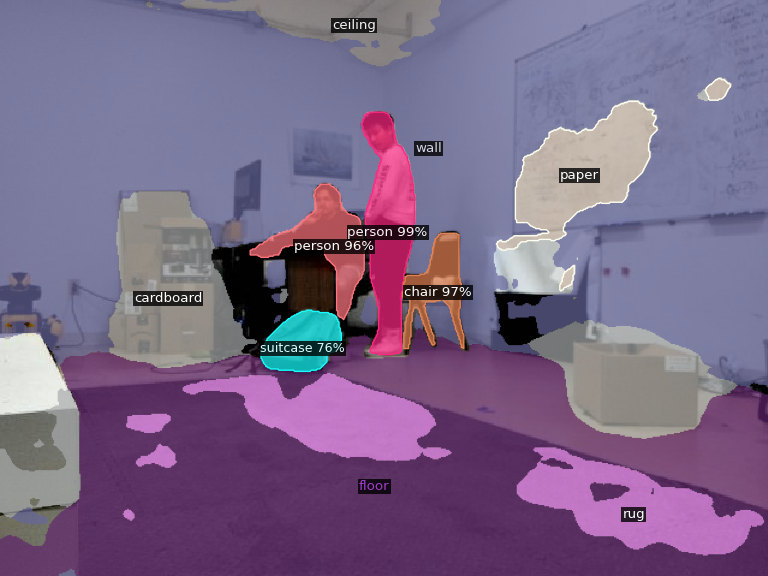 ceiling
wall
paper
person 99%
person 96%
chair 97%
cardboard
suitcase 76%
floor
rug